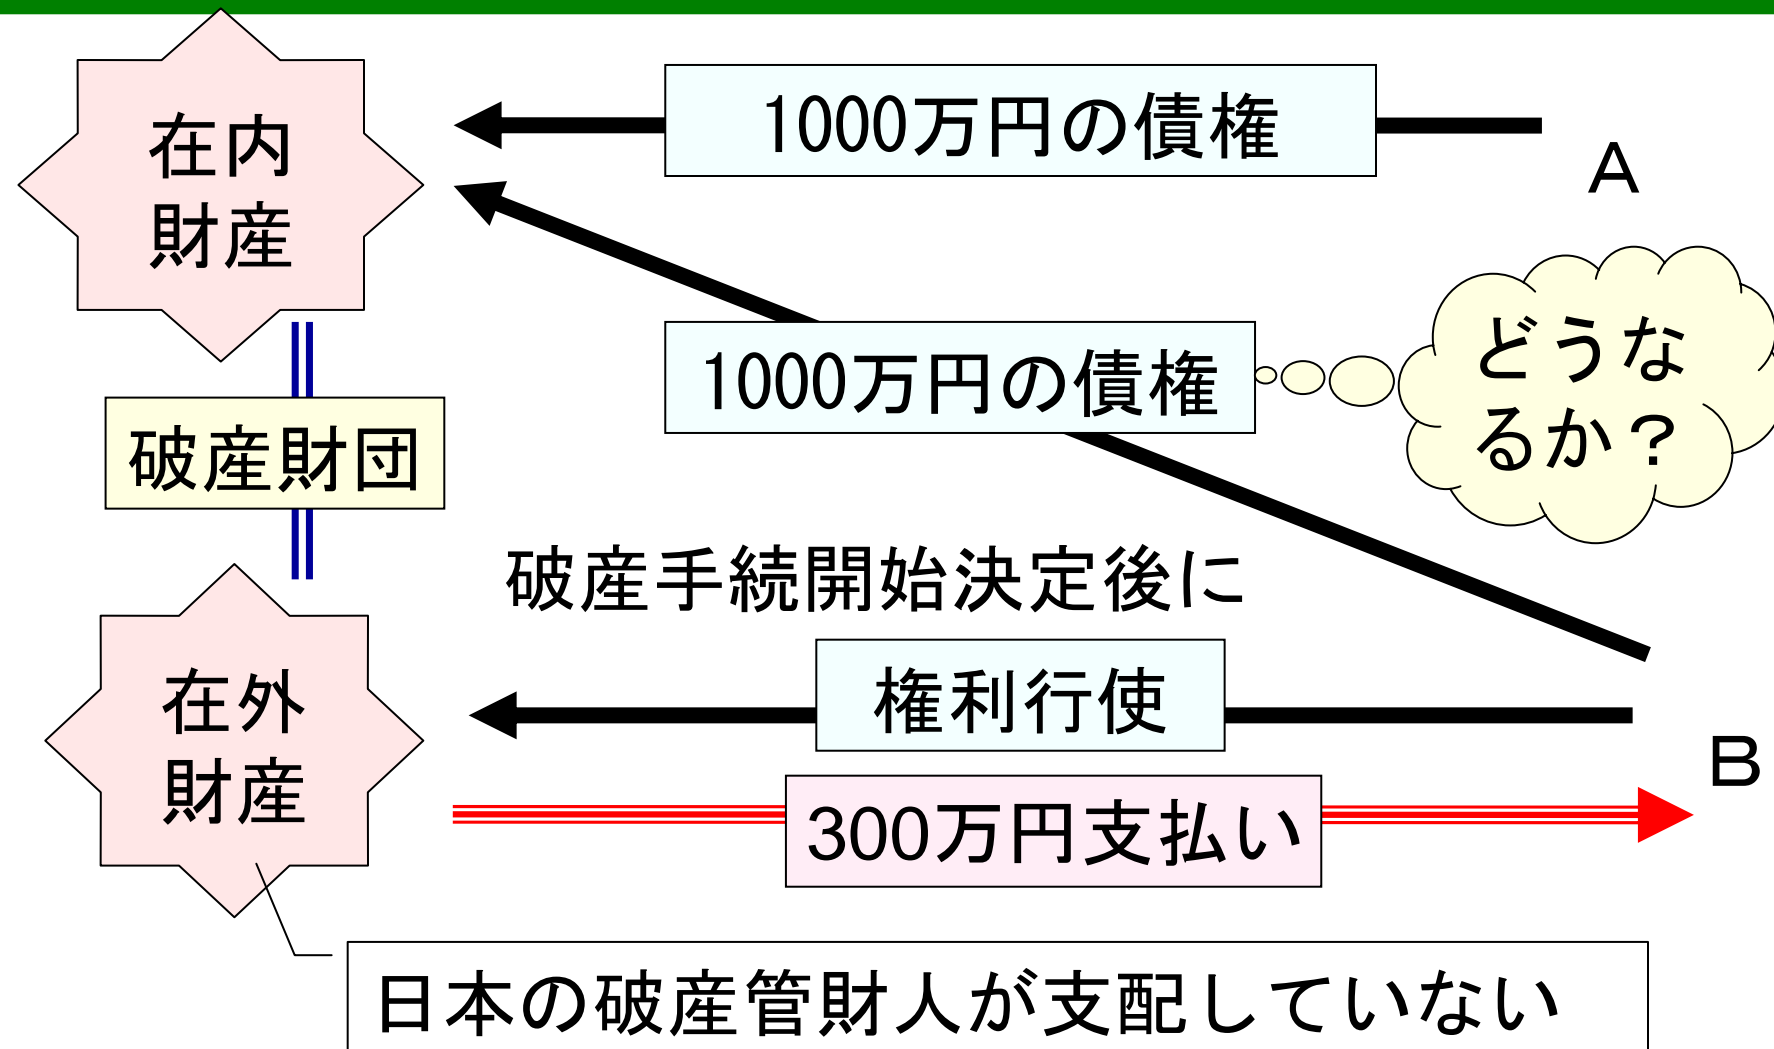 在内
財産
1000万円の債権
A
1000万円の債権
どうな
るか?
破産財団
破産手続開始決定後に
在外
財産
権利行使
B
300万円支払い
日本の破産管財人が支配していない